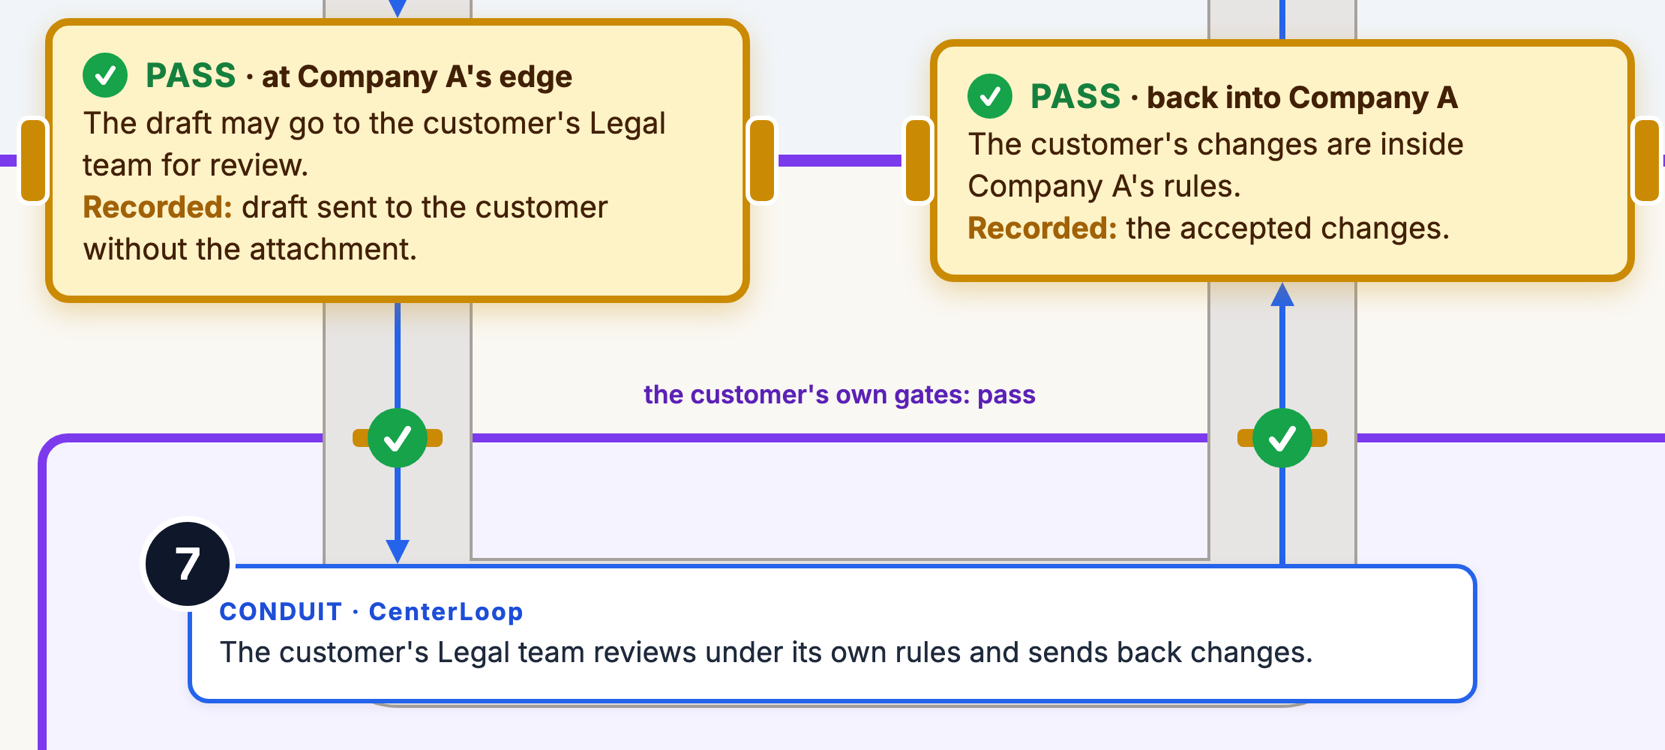 PASS · at Company A's edge
The draft may go to the customer's Legal
team for review.
Recorded: draft sent to the customer
without the attachment.
PASS · back into Company A
The customer's changes are inside
Company A's rules.
Recorded: the accepted changes.
the customer's own gates: pass
7
CONDUIT · CenterLoop
The customer's Legal team reviews under its own rules and sends back changes.